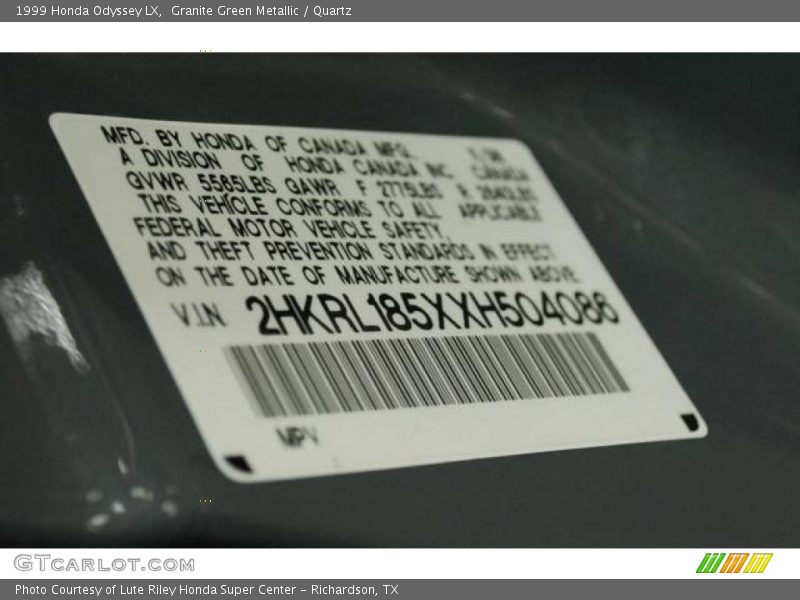 1999 Honda Odyssey LX,  Granite Green Metallic / Quartz
MFD. BY HONDA OF CANADA MFG.
A DIVISION OF HONDA CANADA INC. CANADA
GVWR 5565LBS GAWR F 2775LBS R
THIS VEHICLE CONFORMS TO ALL APPLICABLE
FEDERAL MOTOR VEHICLE SAFETY,
AND THEFT PREVENTION STANDARDS IN EFFECT
ON THE DATE OF MANUFACTURE SHOWN ABOVE
V.I.N 2HKRL185XXH504086
MPV
GTCARLOT.COM
Photo Courtesy of Lute Riley Honda Super Center – Richardson, TX